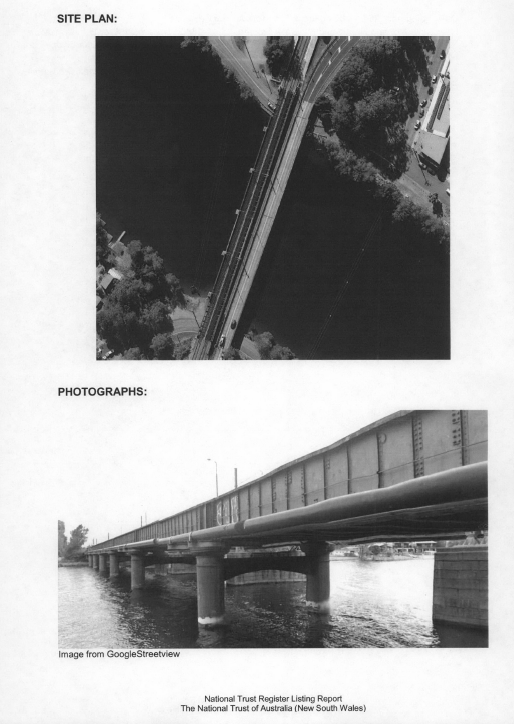 SITE PLAN:
PHOTOGRAPHS:
Image from GoogleStreetview
National Trust Register Listing Report
The National Trust of Australia (New South Wales)